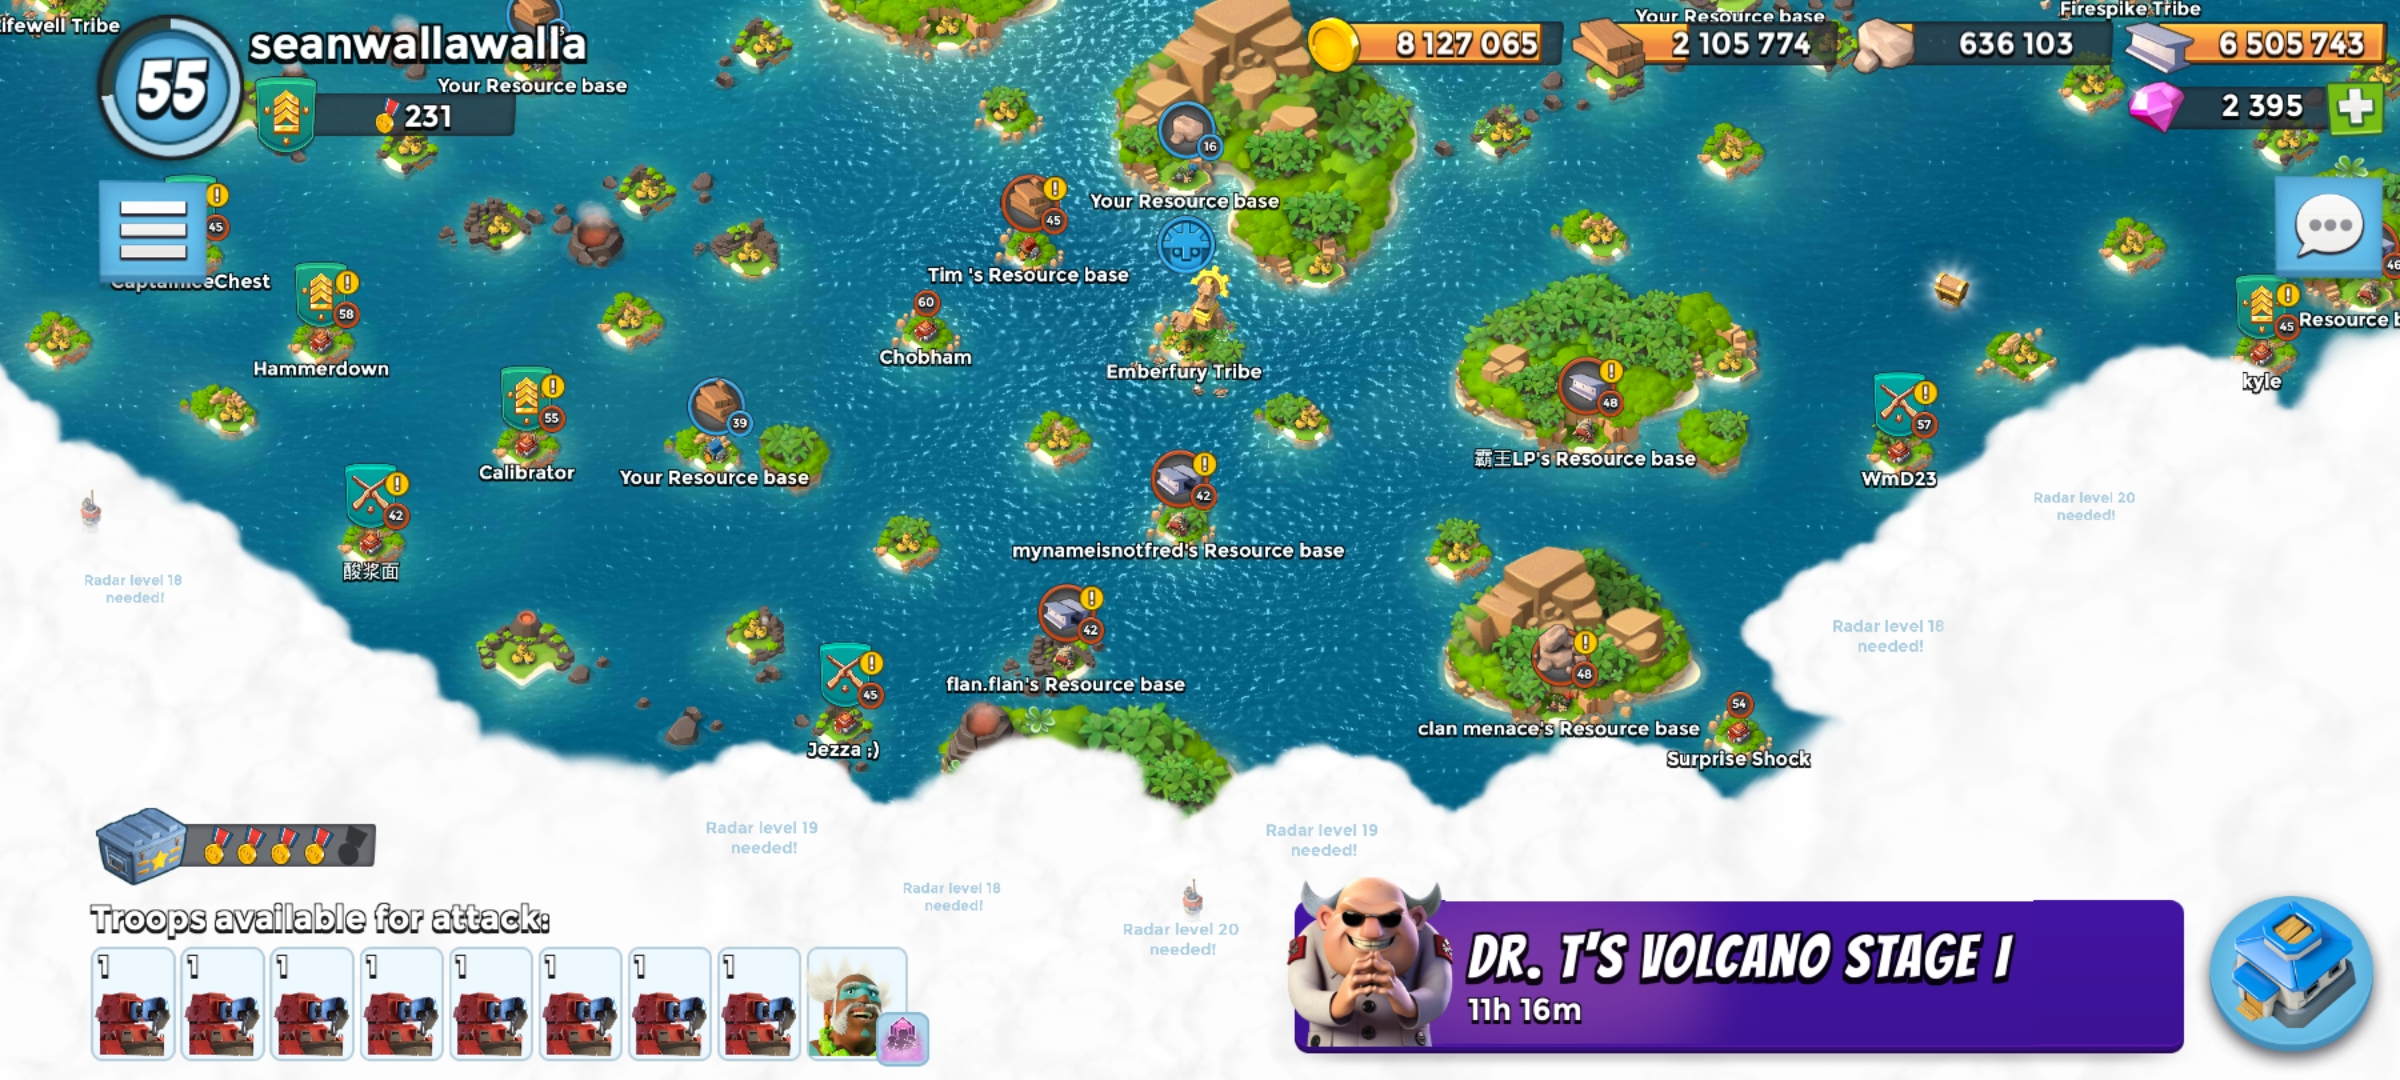 ifewell Tribe
55
seanwallawalla
Your Resource base
231
8 127 065
Your Resource base
2 105 774
636 103
Firespike Tribe
6 505 743
2 395
16
Your Resource base
45
Tim 's Resource base
45
eChest
58
Hammerdown
60
Chobham
Emberfury Tribe
46
45
Resource b
kyle
55
Calibrator
39
Your Resource base
48
霸王LP's Resource base
57
WmD23
42
酸浆面
42
mynameisnotfred's Resource base
Radar level 20
needed!
Radar level 18
needed!
42
flan.flan's Resource base
Radar level 18
needed!
45
Jezza ;)
48
clan menace's Resource base
54
Surprise Shock
Radar level 19
needed!
Radar level 19
needed!
Radar level 18
needed!
Radar level 20
needed!
Troops available for attack:
1 1 1 1 1 1 1 1
DR. T'S VOLCANO STAGE I
11h 16m